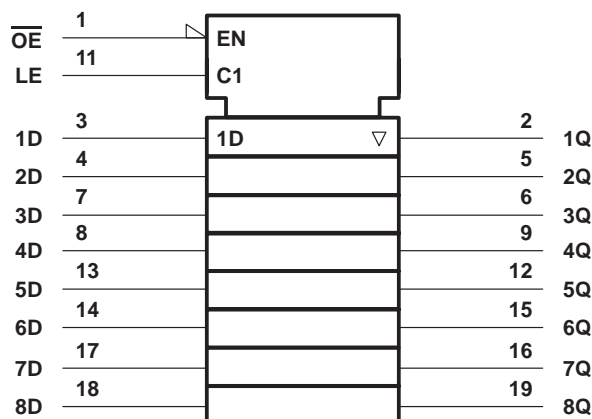 1
OE EN
11
LE C1
3 2
1D 1D 1Q
4 5
2D 2Q
7 6
3D 3Q
8 9
4D 4Q
13 12
5D 5Q
14 15
6D 6Q
17 16
7D 7Q
18 19
8D 8Q